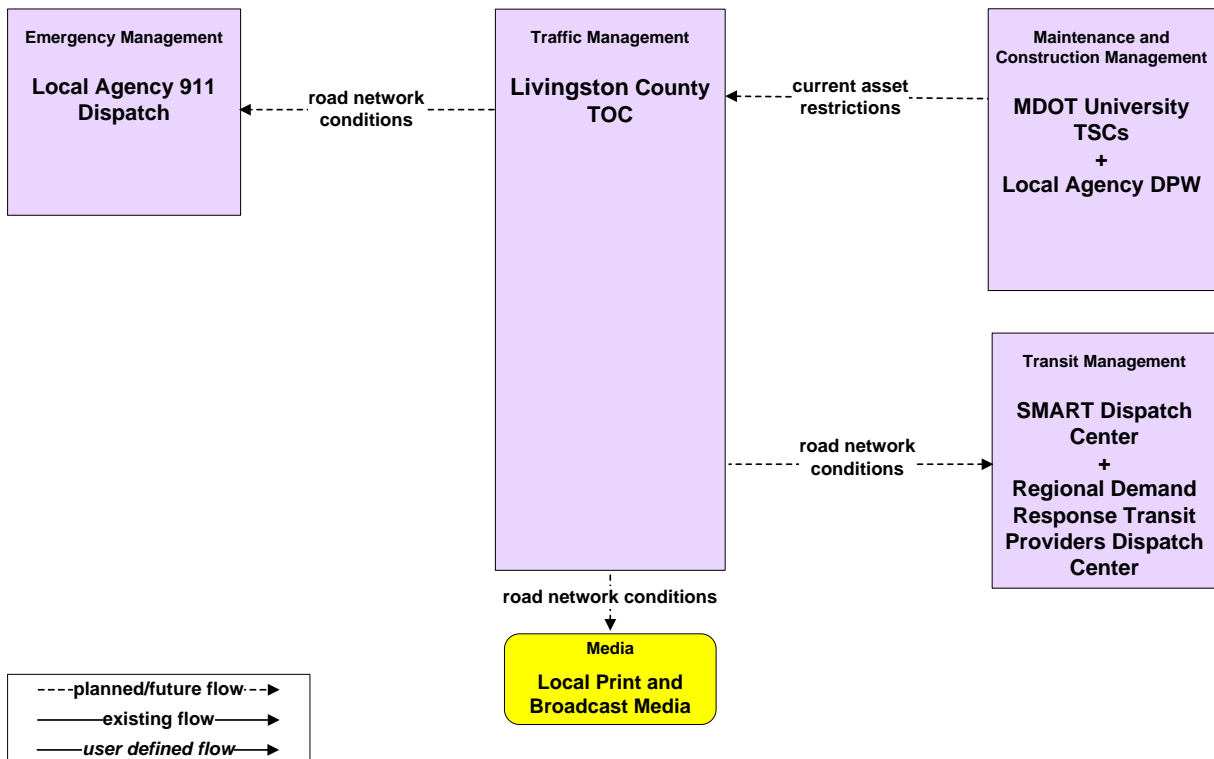 Emergency Management
Local Agency 911
Dispatch
road network
conditions
Traffic Management
Livingston County
TOC
current asset
restrictions
Maintenance and
Construction Management
MDOT University
TSCs
+
Local Agency DPW
Transit Management
SMART Dispatch
Center
+
Regional Demand
Response Transit
Providers Dispatch
Center
road network
conditions
road network conditions
Media
Local Print and
Broadcast Media
planned/future flow
existing flow
user defined flow